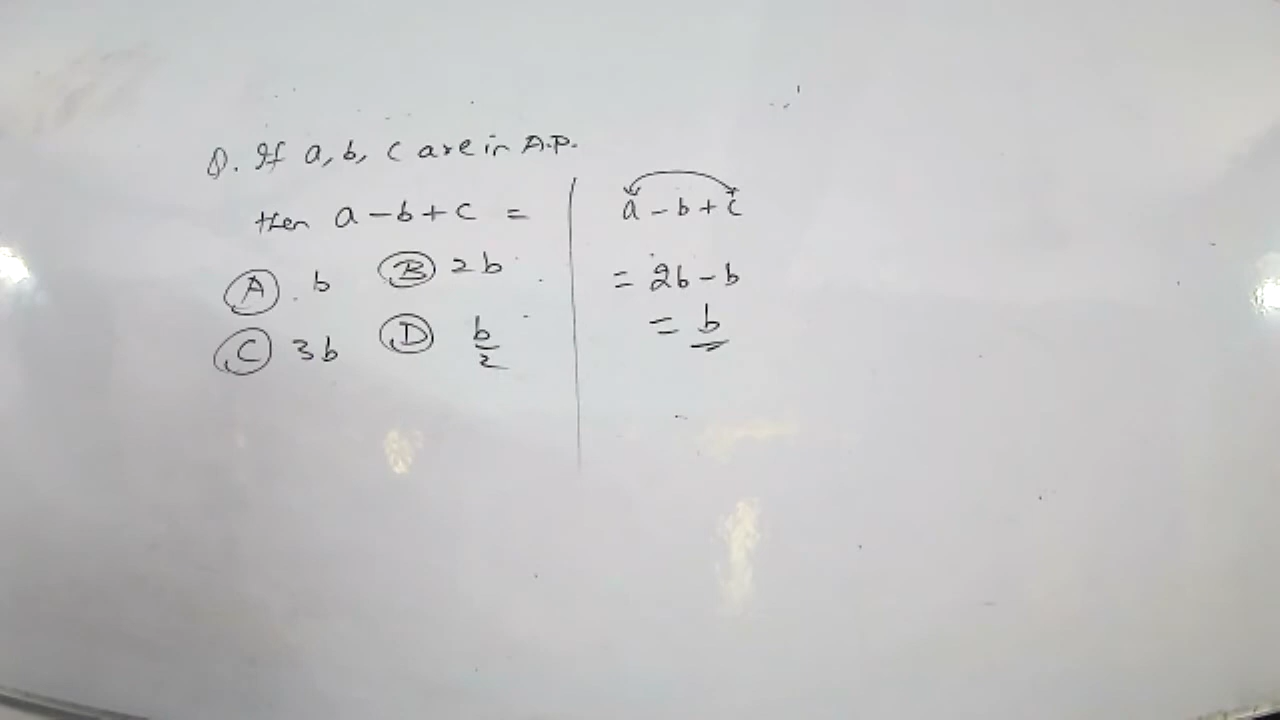 Q. If a, b, c are in A.P.
then a - b + c =
(A) . b (B) 2b
(C) 3b (D) b/2
a - b + c
= 2b - b
= b